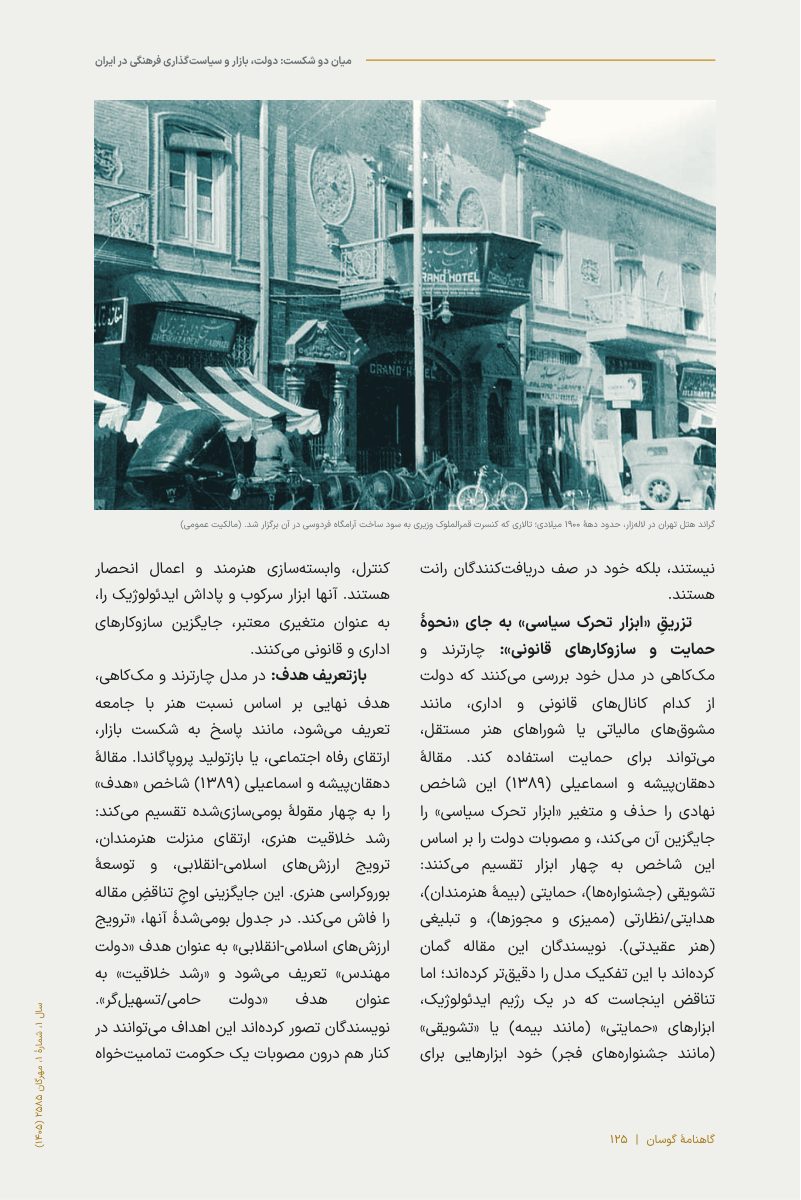 میان دو شکست: دولت، بازار و سیاست‌گذاری فرهنگی در ایران
GRAND HOTEL
GRAND HOTEL
GRAND-HOTEL
گراند هتل تهران در لاله‌زار، حدود دههٔ ۱۹۰۰ میلادی؛ تالاری که کنسرت قمرالملوک وزیری به سود ساخت آرامگاه فردوسی در آن برگزار شد. (مالکیت عمومی)
نیستند، بلکه خود در صف دریافت‌کنندگان رانت
هستند.
تزریقِ «ابزار تحرک سیاسی» به جای «نحوهٔ
حمایت و سازوکارهای قانونی»: چارترند و
مک‌کاهی در مدل خود بررسی می‌کنند که دولت
از کدام کانال‌های قانونی و اداری، مانند
مشوق‌های مالیاتی یا شوراهای هنر مستقل،
می‌تواند برای حمایت استفاده کند. مقالهٔ
دهقان‌پیشه و اسماعیلی (۱۳۸۹) این شاخص
نهادی را حذف و متغیر «ابزار تحرک سیاسی» را
جایگزین آن می‌کند، و مصوبات دولت را بر اساس
این شاخص به چهار ابزار تقسیم می‌کنند:
تشویقی (جشنواره‌ها)، حمایتی (بیمهٔ هنرمندان)،
هدایتی/نظارتی (ممیزی و مجوزها)، و تبلیغی
(هنر عقیدتی). نویسندگان این مقاله گمان
کرده‌اند با این تفکیک مدل را دقیق‌تر کرده‌اند؛ اما
تناقض اینجاست که در یک رژیم ایدئولوژیک،
ابزارهای «حمایتی» (مانند بیمه) یا «تشویقی»
(مانند جشنواره‌های فجر) خود ابزارهایی برای
کنترل، وابسته‌سازی هنرمند و اعمال انحصار
هستند. آنها ابزار سرکوب و پاداش ایدئولوژیک را،
به عنوان متغیری معتبر، جایگزین سازوکارهای
اداری و قانونی می‌کنند.
بازتعریف هدف: در مدل چارترند و مک‌کاهی،
هدف نهایی بر اساس نسبت هنر با جامعه
تعریف می‌شود، مانند پاسخ به شکست بازار،
ارتقای رفاه اجتماعی، یا بازتولید پروپاگاندا. مقالهٔ
دهقان‌پیشه و اسماعیلی (۱۳۸۹) شاخص «هدف»
را به چهار مقولهٔ بومی‌سازی‌شده تقسیم می‌کند:
رشد خلاقیت هنری، ارتقای منزلت هنرمندان،
ترویج ارزش‌های اسلامی-انقلابی، و توسعهٔ
بوروکراسی هنری. این جایگزینی اوجِ تناقضِ مقاله
را فاش می‌کند. در جدول بومی‌شدهٔ آنها، «ترویج
ارزش‌های اسلامی-انقلابی» به عنوان هدف «دولت
مهندس» تعریف می‌شود و «رشد خلاقیت» به
عنوان هدف «دولت حامی/تسهیل‌گر».
نویسندگان تصور کرده‌اند این اهداف می‌توانند در
کنار هم درون مصوبات یک حکومت تمامیت‌خواه
سال ۱، شمارهٔ ۱، مهرگان ۲۵۸۵ (۱۴۰۵)
گاهنامهٔ گوسان | ۱۲۵